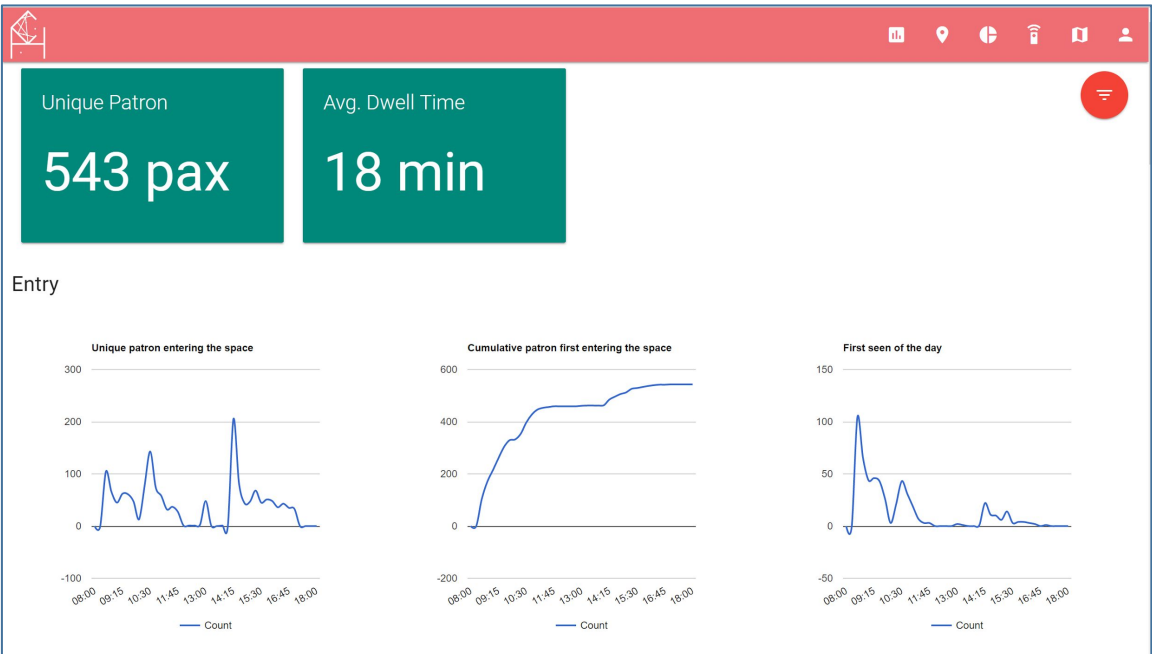 Unique Patron
543 pax
Avg. Dwell Time
18 min
Entry
Unique patron entering the space
300
200
100
0
-100
08:00 09:15 10:30 11:45 13:00 14:15 15:30 16:45 18:00
Count
Cumulative patron first entering the space
600
400
200
0
-200
08:00 09:15 10:30 11:45 13:00 14:15 15:30 16:45 18:00
Count
First seen of the day
150
100
50
0
-50
08:00 09:15 10:30 11:45 13:00 14:15 15:30 16:45 18:00
Count